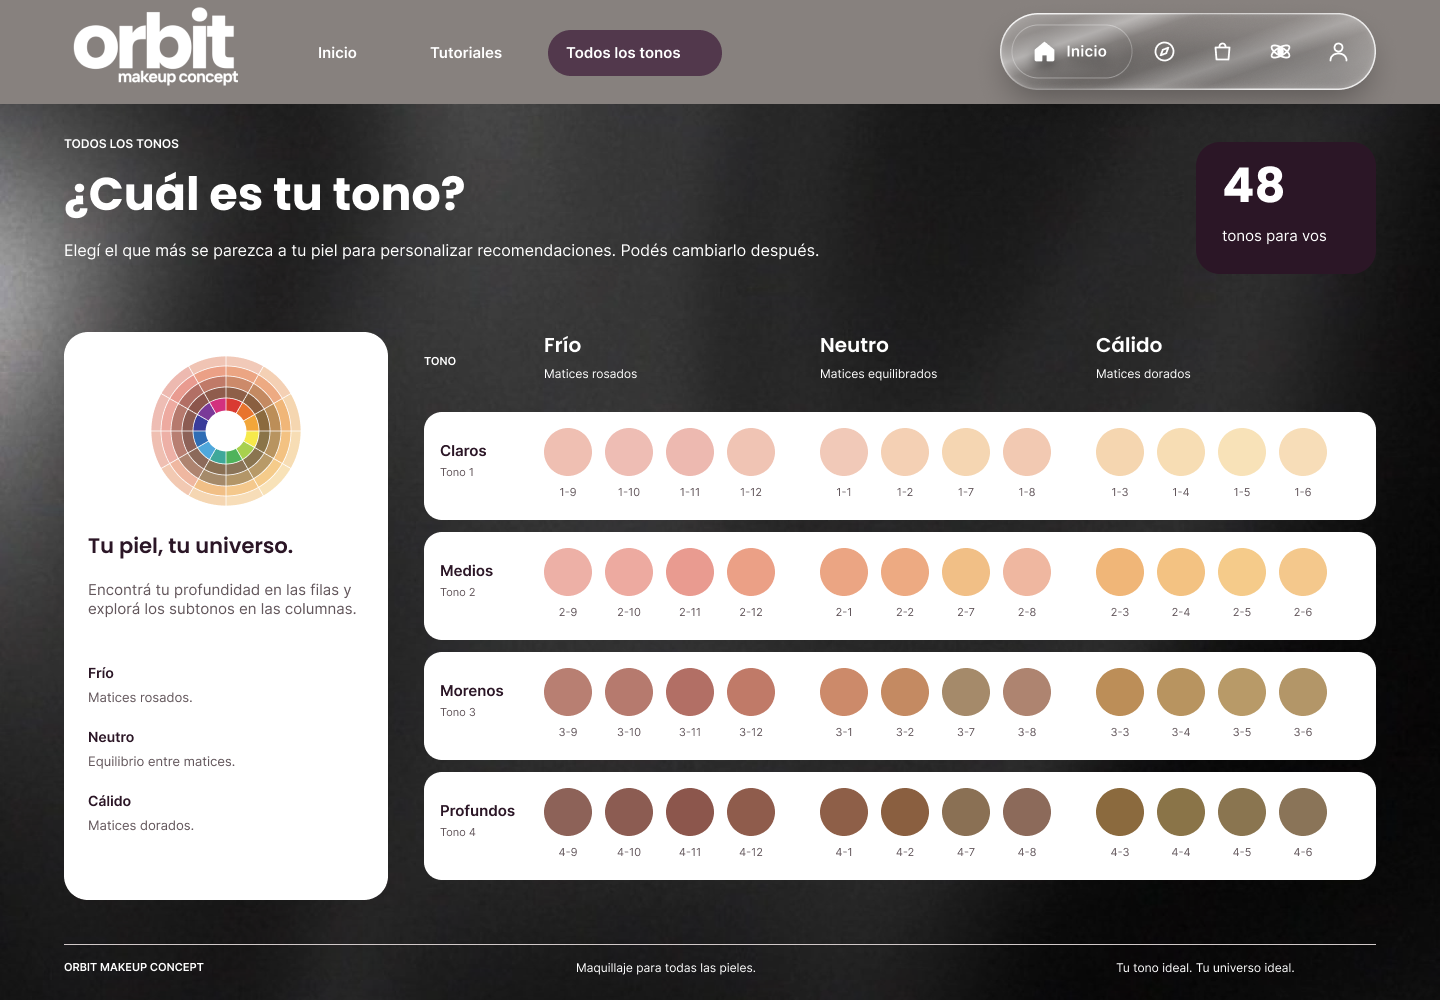 orbit
makeup concept
Inicio
Tutoriales
Todos los tonos
Inicio
TODOS LOS TONOS
¿Cuál es tu tono?
Elegí el que más se parezca a tu piel para personalizar recomendaciones. Podés cambiarlo después.
48
tonos para vos
Tu piel, tu universo.
Encontrá tu profundidad en las filas y
explorá los subtonos en las columnas.
Frío
Matices rosados.
Neutro
Equilibrio entre matices.
Cálido
Matices dorados.
TONO
Frío
Matices rosados
Neutro
Matices equilibrados
Cálido
Matices dorados
Claros
Tono 1
1-9 1-10 1-11 1-12 1-1 1-2 1-7 1-8 1-3 1-4 1-5 1-6
Medios
Tono 2
2-9 2-10 2-11 2-12 2-1 2-2 2-7 2-8 2-3 2-4 2-5 2-6
Morenos
Tono 3
3-9 3-10 3-11 3-12 3-1 3-2 3-7 3-8 3-3 3-4 3-5 3-6
Profundos
Tono 4
4-9 4-10 4-11 4-12 4-1 4-2 4-7 4-8 4-3 4-4 4-5 4-6
ORBIT MAKEUP CONCEPT
Maquillaje para todas las pieles.
Tu tono ideal. Tu universo ideal.